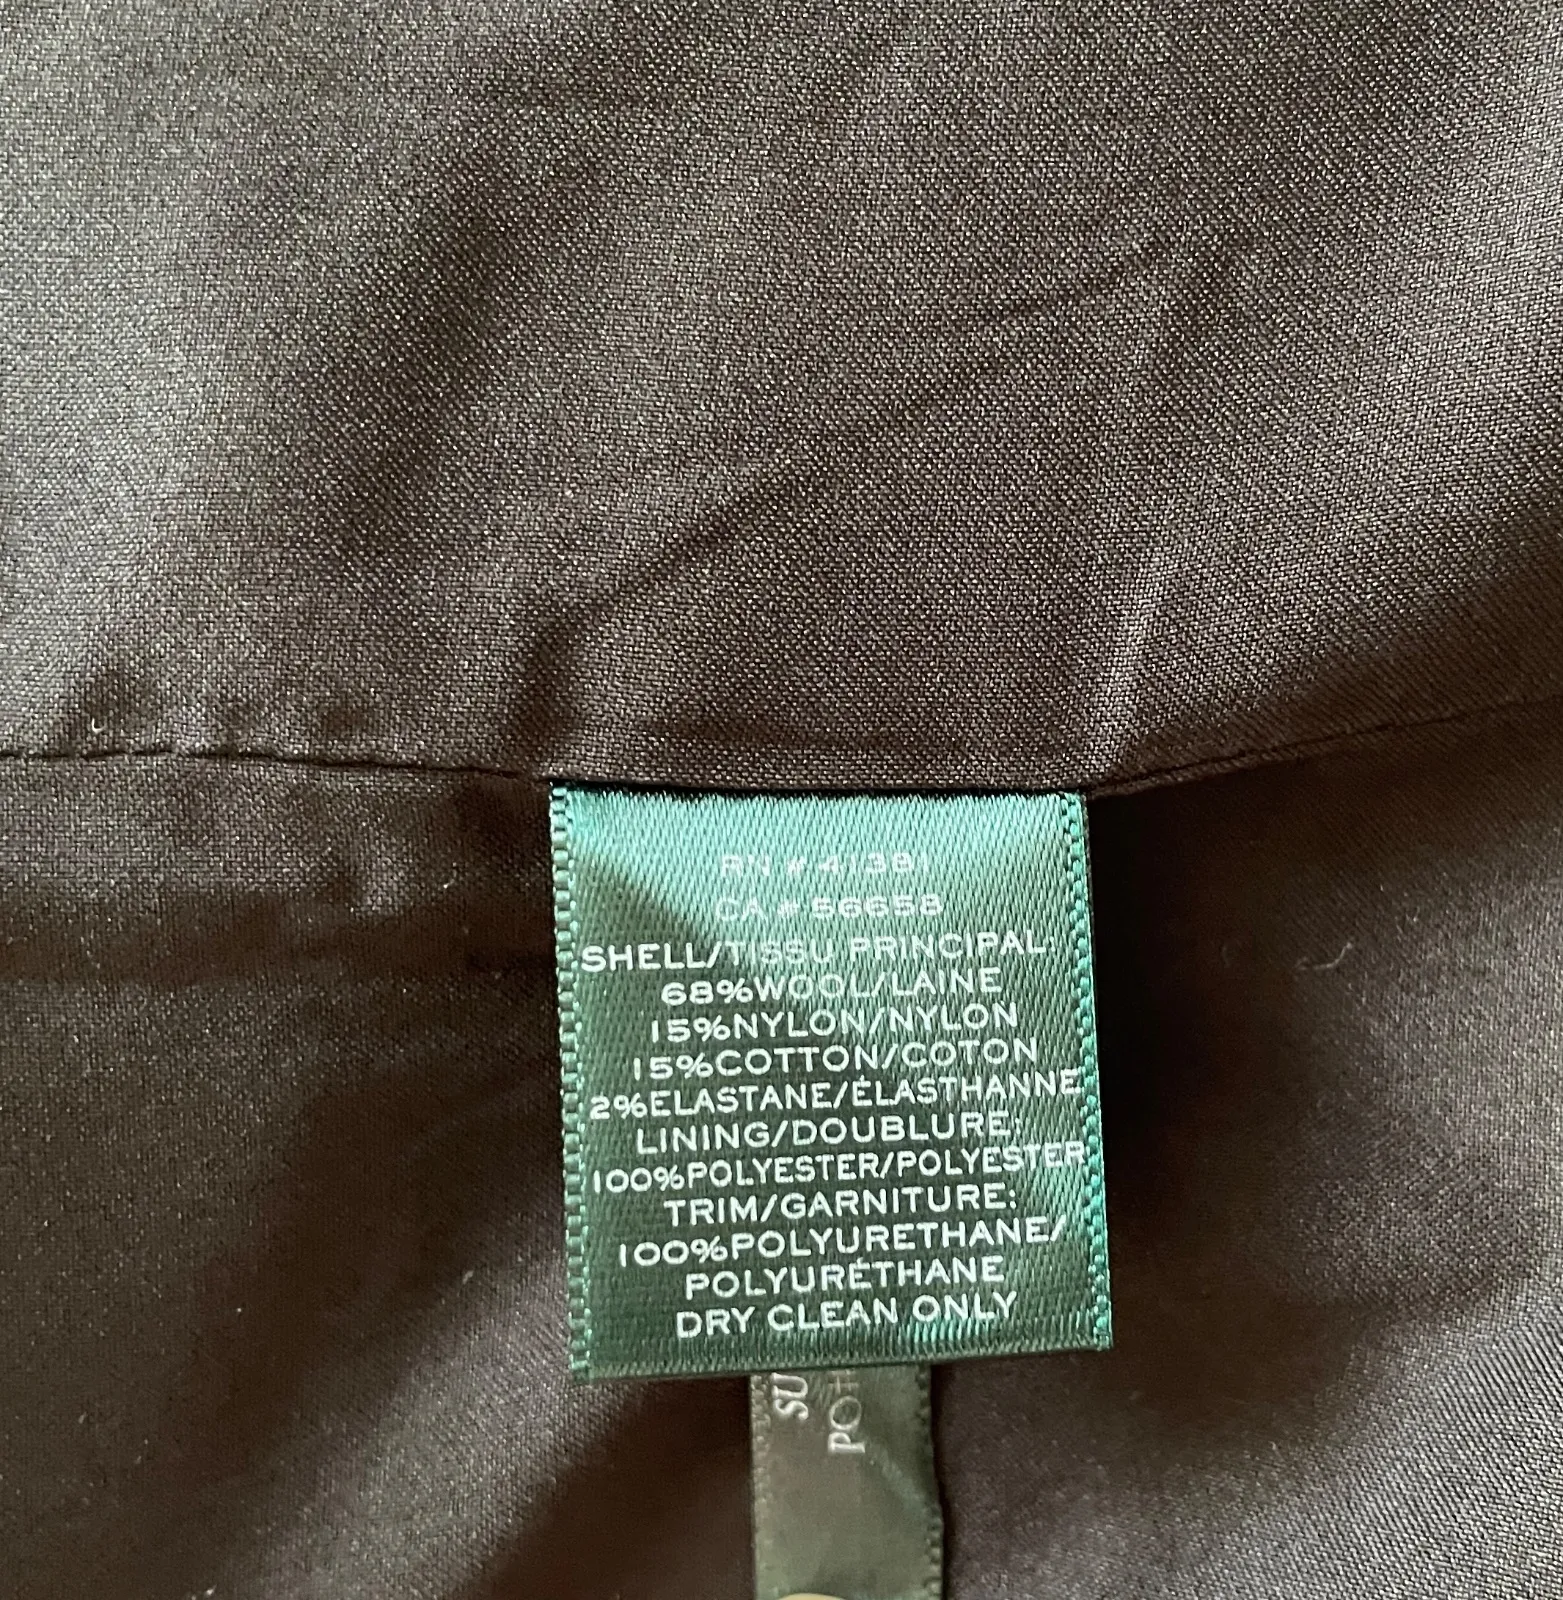 RN # 41381
CA # 56658
SHELL/TISSU PRINCIPAL:
68%WOOL/LAINE
15%NYLON/NYLON
15%COTTON/COTON
2%ELASTANE/ÉLASTHANNE
LINING/DOUBLURE:
100%POLYESTER/POLYESTER
TRIM/GARNITURE:
100%POLYURETHANE/
POLYURÉTHANE
DRY CLEAN ONLY